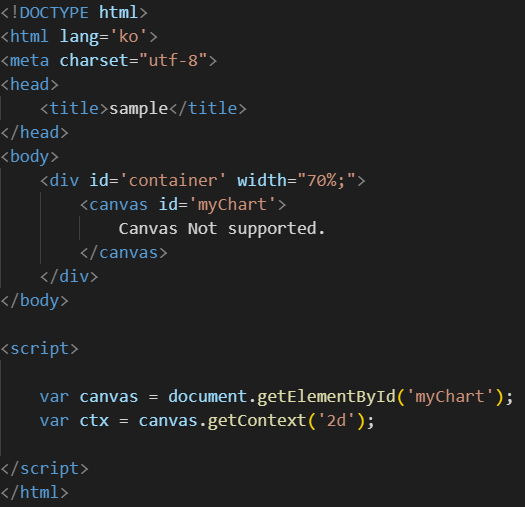 <!DOCTYPE html>
<html lang='ko'>
<meta charset="utf-8">
<head>
    <title>sample</title>
</head>
<body>
    <div id='container' width="70%;">
        <canvas id='myChart'>
            Canvas Not supported.
        </canvas>
    </div>
</body>

<script>

    var canvas = document.getElementById('myChart');
    var ctx = canvas.getContext('2d');

</script>
</html>